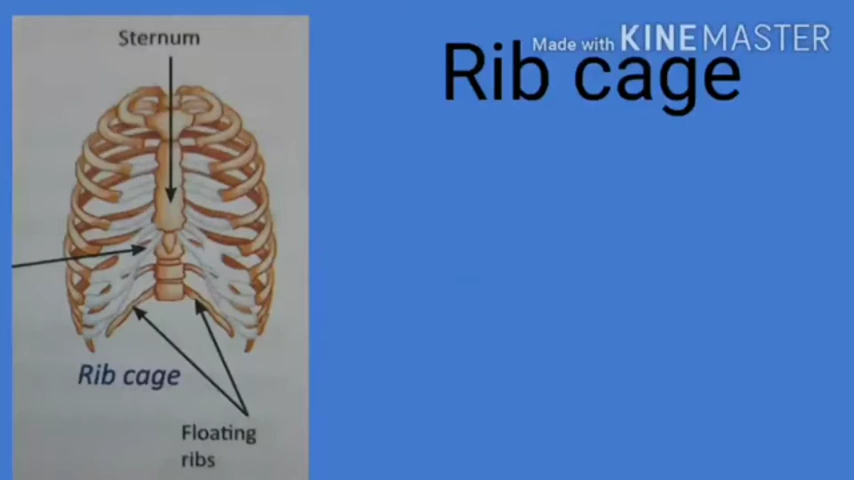 Sternum
Made with KINEMASTER
Rib cage
Rib cage
Floating
ribs